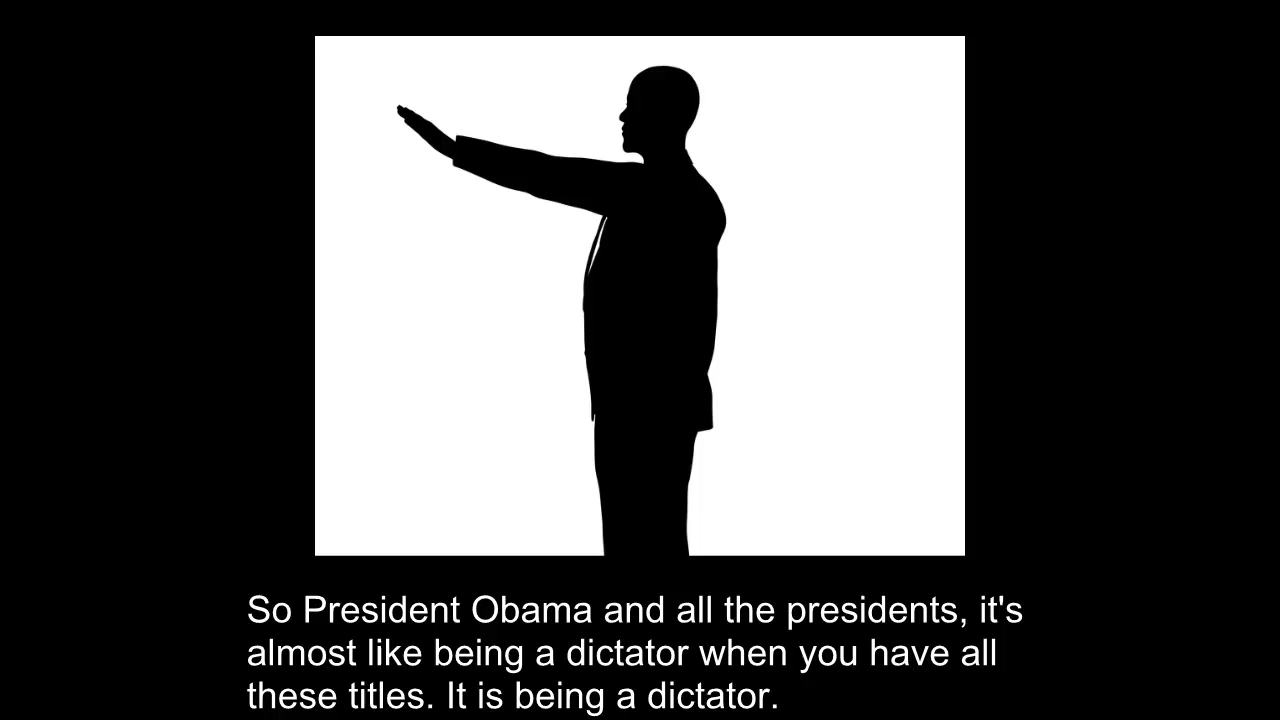 So President Obama and all the presidents, it's
almost like being a dictator when you have all
these titles. It is being a dictator.